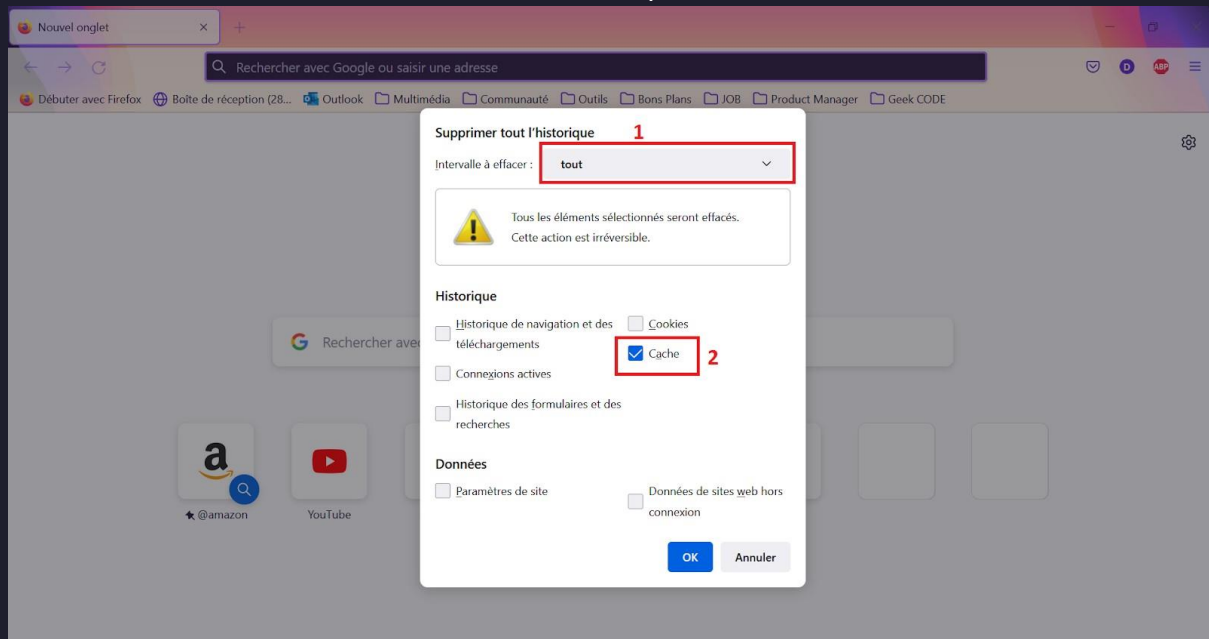 Nouvel onglet
Rechercher avec Google ou saisir une adresse
D
ABP
Débuter avec Firefox
Boîte de réception (28...
Outlook
Multimédia
Communauté
Outils
Bons Plans
JOB
Product Manager
Geek CODE
Supprimer tout l'historique
1
Intervalle à effacer :
tout
Tous les éléments sélectionnés seront effacés.
Cette action est irréversible.
Historique
Historique de navigation et des
téléchargements
Cookies
Cache
2
Connexions actives
Historique des formulaires et des
recherches
Données
Paramètres de site
Données de sites web hors
connexion
OK
Annuler
Rechercher avec
a
@amazon
YouTube